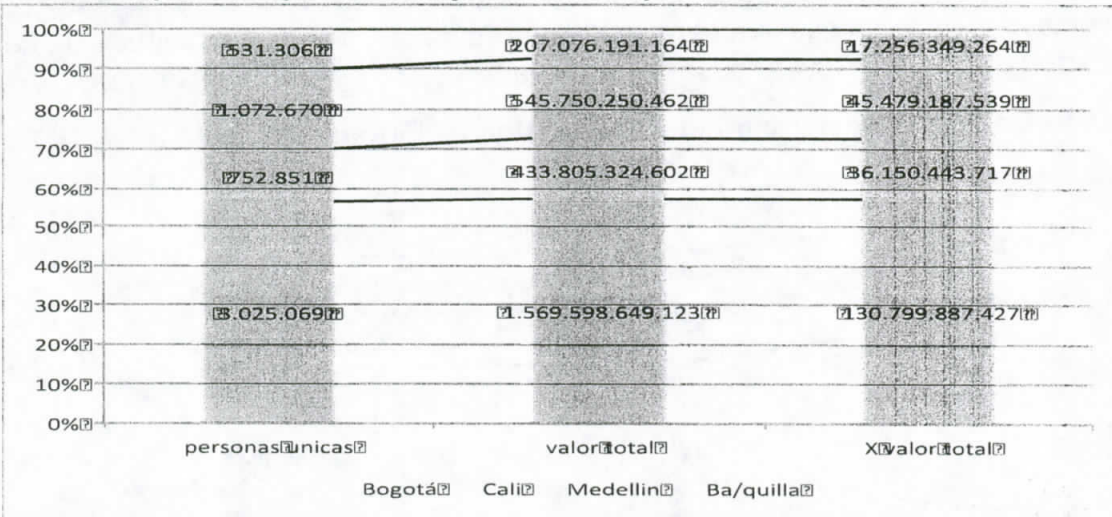 100%
531.306 207.076.191.164 17.256.349.264
90%
1.072.670 545.750.250.462 45.479.187.539
80%
70%
752.851 433.805.324.602 36.150.443.717
60%
50%
40%
30%
3.025.069 1.569.598.649.123 130.799.887.427
20%
10%
0%
personas unicas valor total X valor total
Bogotá Cali Medellin Ba/quilla